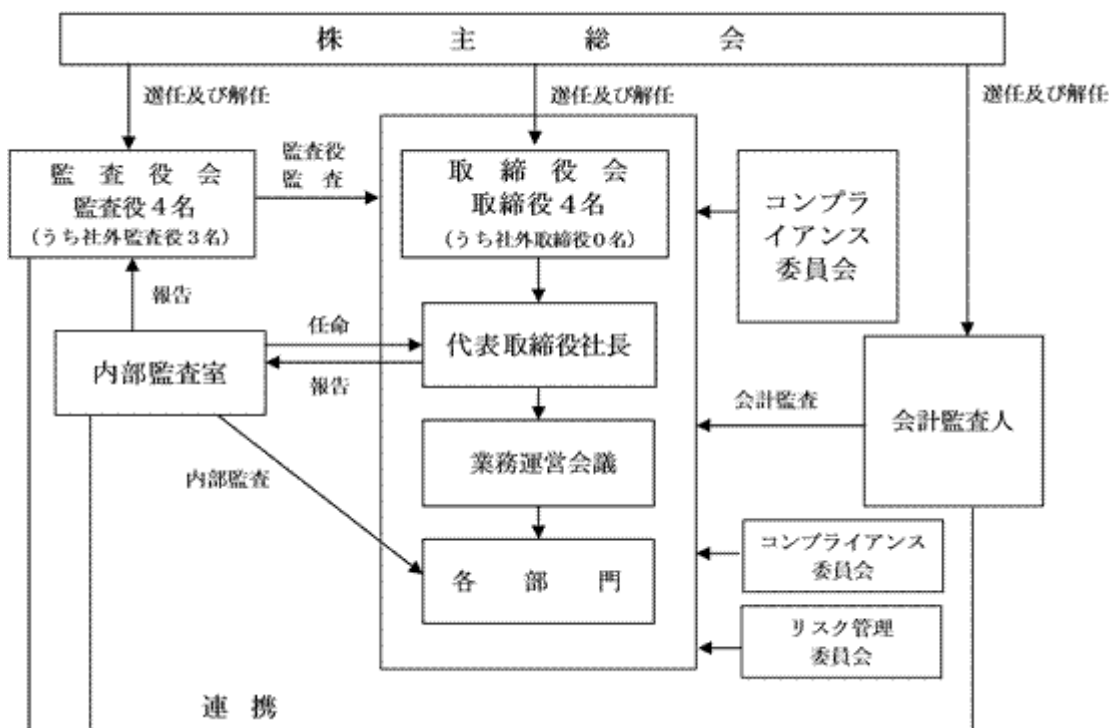 株主総会
選任及び解任
選任及び解任
選任及び解任
監査役会
監査役4名
（うち社外監査役3名）
監査役
監査
取締役会
取締役4名
（うち社外取締役0名）
コンプラ
イアンス
委員会
報告
任命
代表取締役社長
内部監査室
報告
会計監査
会計監査人
業務運営会議
内部監査
コンプライアンス
委員会
各部門
リスク管理
委員会
連携